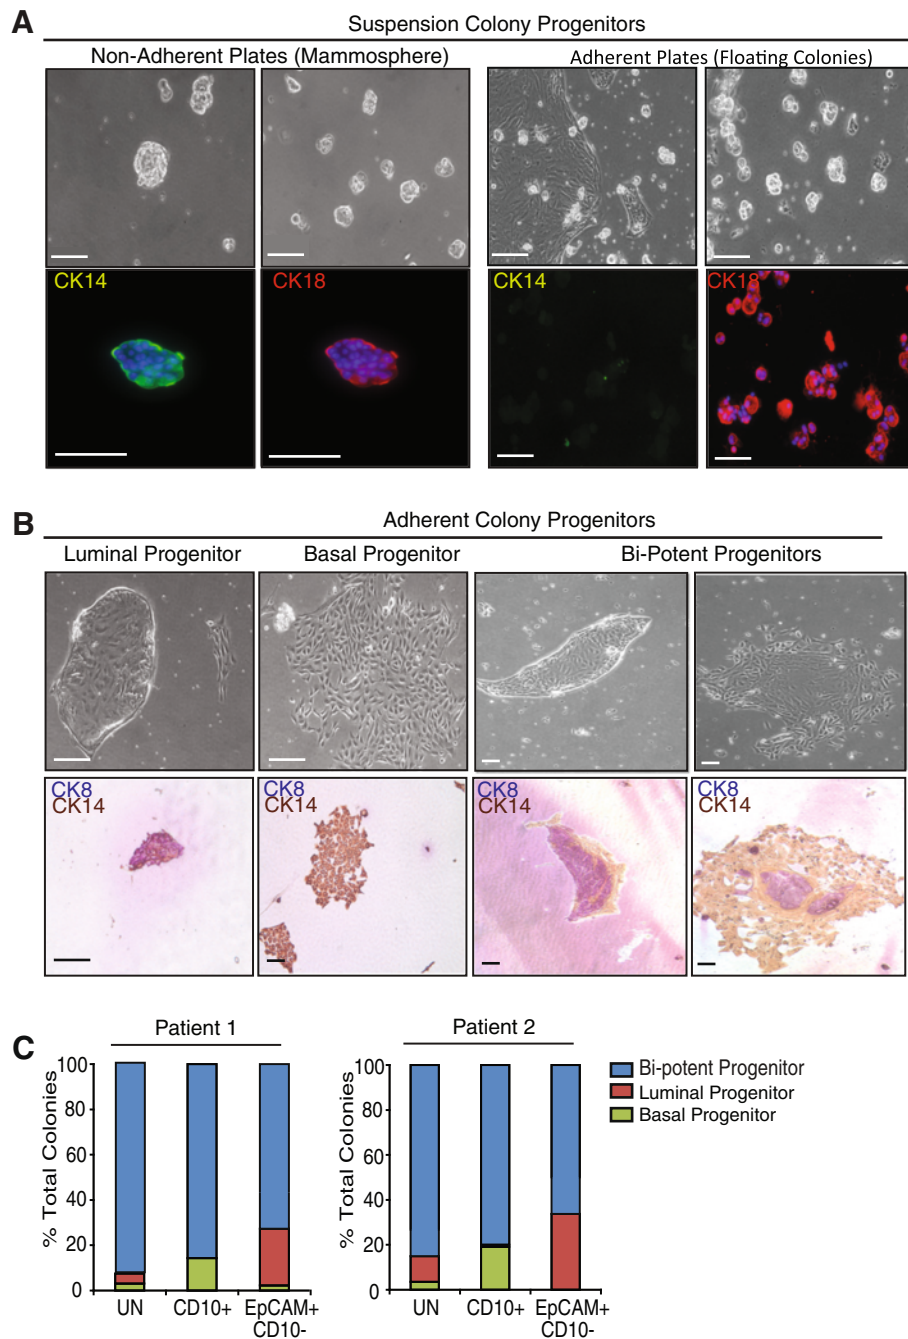 A
Suspension Colony Progenitors
Non-Adherent Plates (Mammosphere)
Adherent Plates (Floating Colonies)
CK14
CK18
CK14
CK18
B
Adherent Colony Progenitors
Luminal Progenitor
Basal Progenitor
Bi-Potent Progenitors
CK8
CK14
CK8
CK14
CK8
CK14
CK8
CK14
C
Patient 1
% Total Colonies
100
80
60
40
20
0
UN
CD10+
EpCAM+
CD10-
Patient 2
% Total Colonies
100
80
60
40
20
0
UN
CD10+
EpCAM+
CD10-
Bi-potent Progenitor
Luminal Progenitor
Basal Progenitor